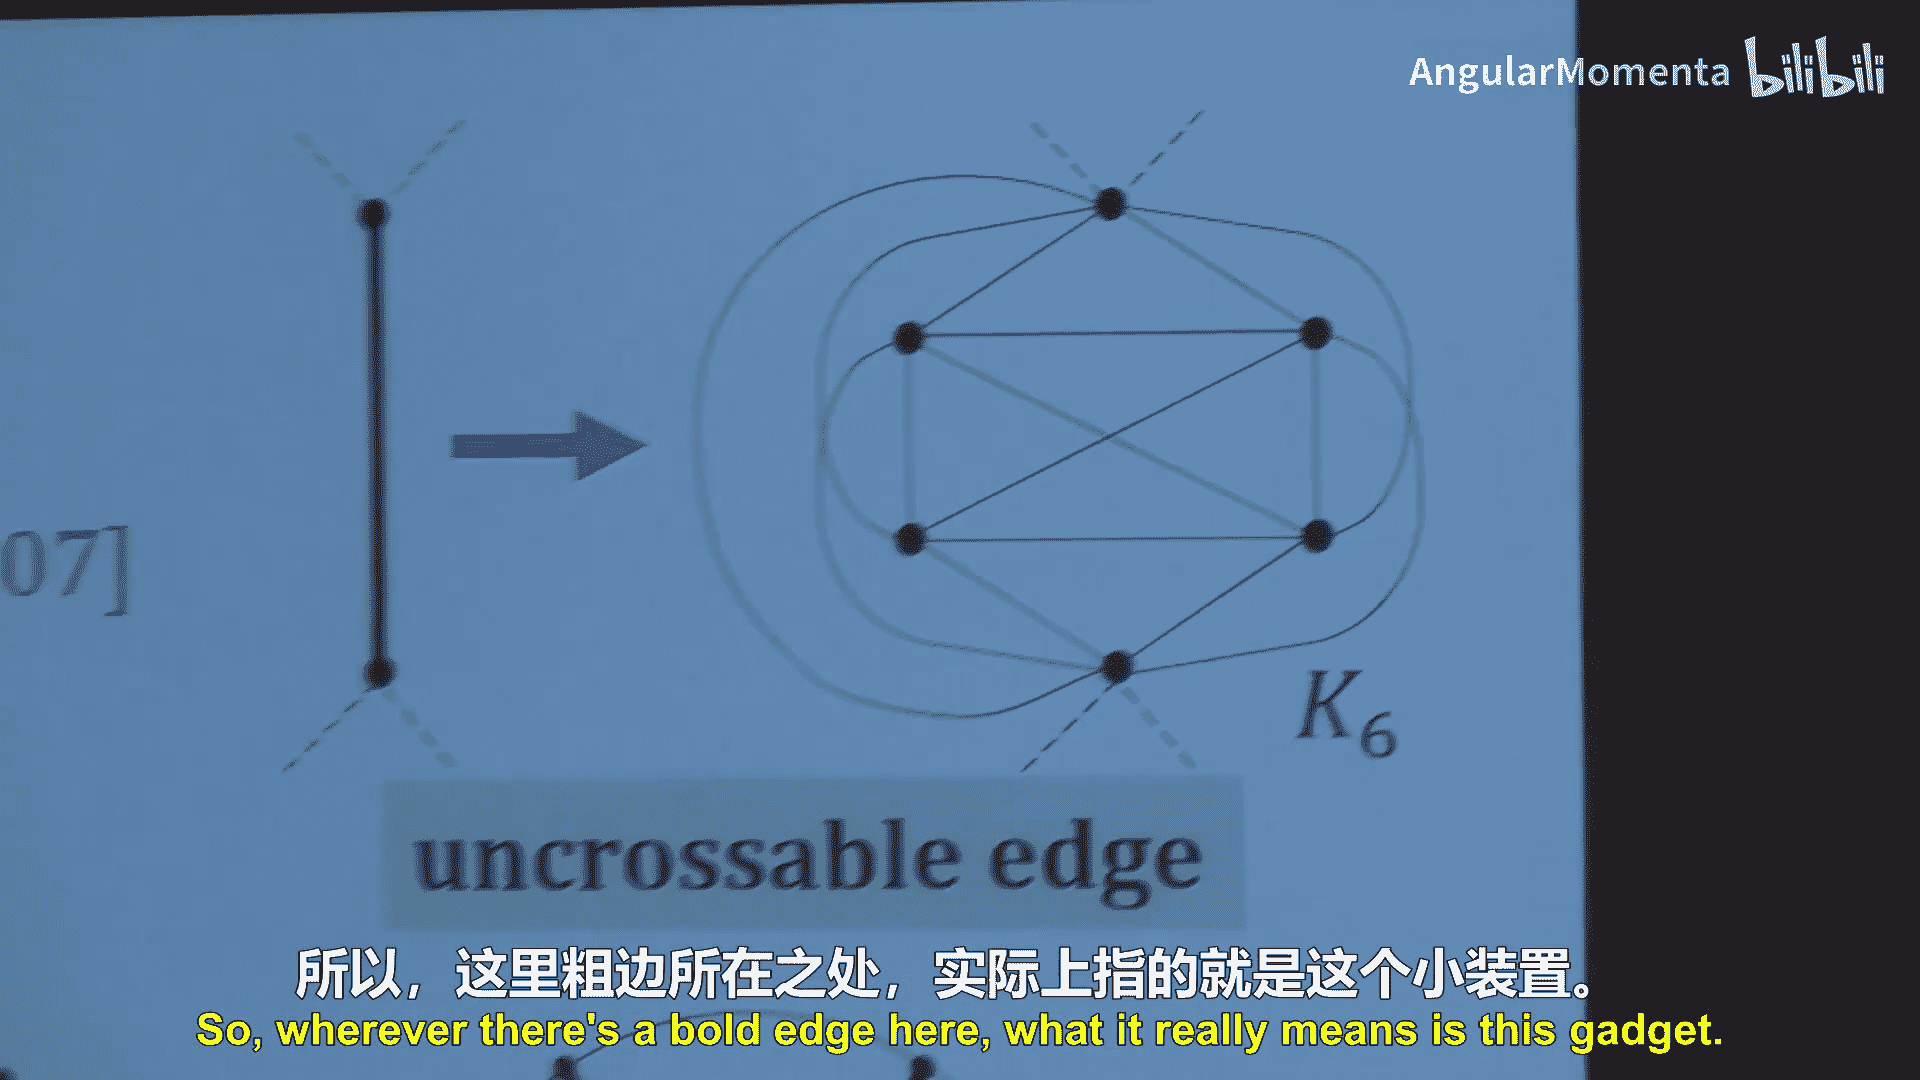 AngularMomenta bilibili
07]
K6
uncrossable edge
所以，这里粗边所在之处，实际上指的就是这个小装置。
So, wherever there's a bold edge here, what it really means is this gadget.